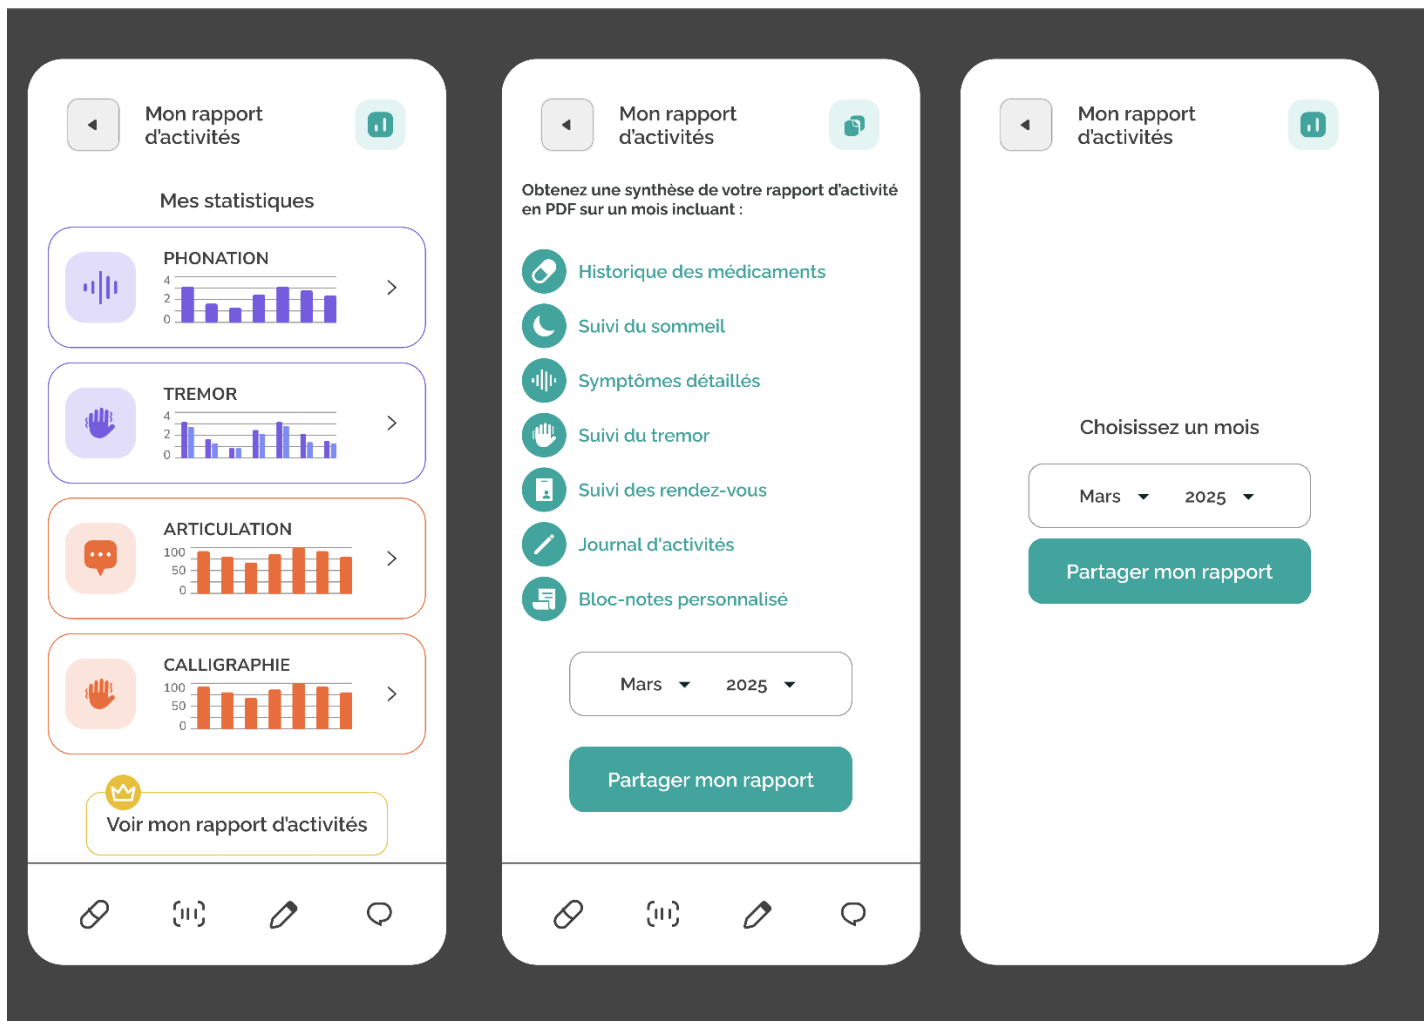 Mon rapport
d'activités
Mes statistiques
PHONATION
4
2
0
TREMOR
4
2
0
ARTICULATION
100
50
0
CALLIGRAPHIE
100
50
0
Voir mon rapport d'activités
Mon rapport
d'activités
Obtenez une synthèse de votre rapport d'activité
en PDF sur un mois incluant :
Historique des médicaments
Suivi du sommeil
Symptômes détaillés
Suivi du tremor
Suivi des rendez-vous
Journal d'activités
Bloc-notes personnalisé
Mars 2025
Partager mon rapport
Mon rapport
d'activités
Choisissez un mois
Mars 2025
Partager mon rapport